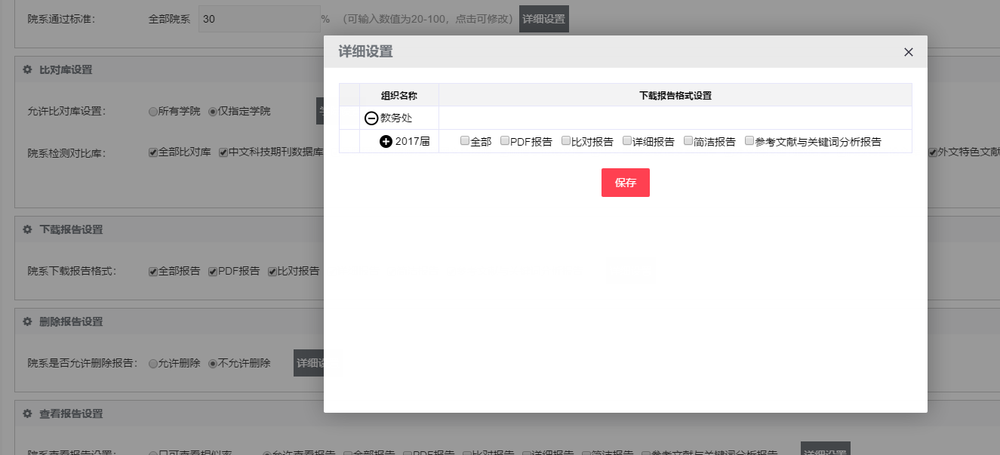 院系通过标准： 全部院系 30 % （可输入数值为20-100，点击可修改） 详细设置
详细设置
比对库设置
组织名称 下载报告格式设置
允许比对库设置： 所有学院 仅指定学院
教务处
2017届 全部 PDF报告 比对报告 详细报告 简洁报告 参考文献与关键词分析报告
院系检测对比库： 全部比对库 中文科技期刊数据库 外文特色文献
保存
下载报告设置
院系下载报告格式： 全部报告 PDF报告 比对报告
删除报告设置
院系是否允许删除报告： 允许删除 不允许删除 详细设
查看报告设置
院系查看报告设置： 只可查看相似率 允许查看报告 全部报告 PDF报告 比对报告 详细报告 简洁报告 参考文献与关键词分析报告 详细设置